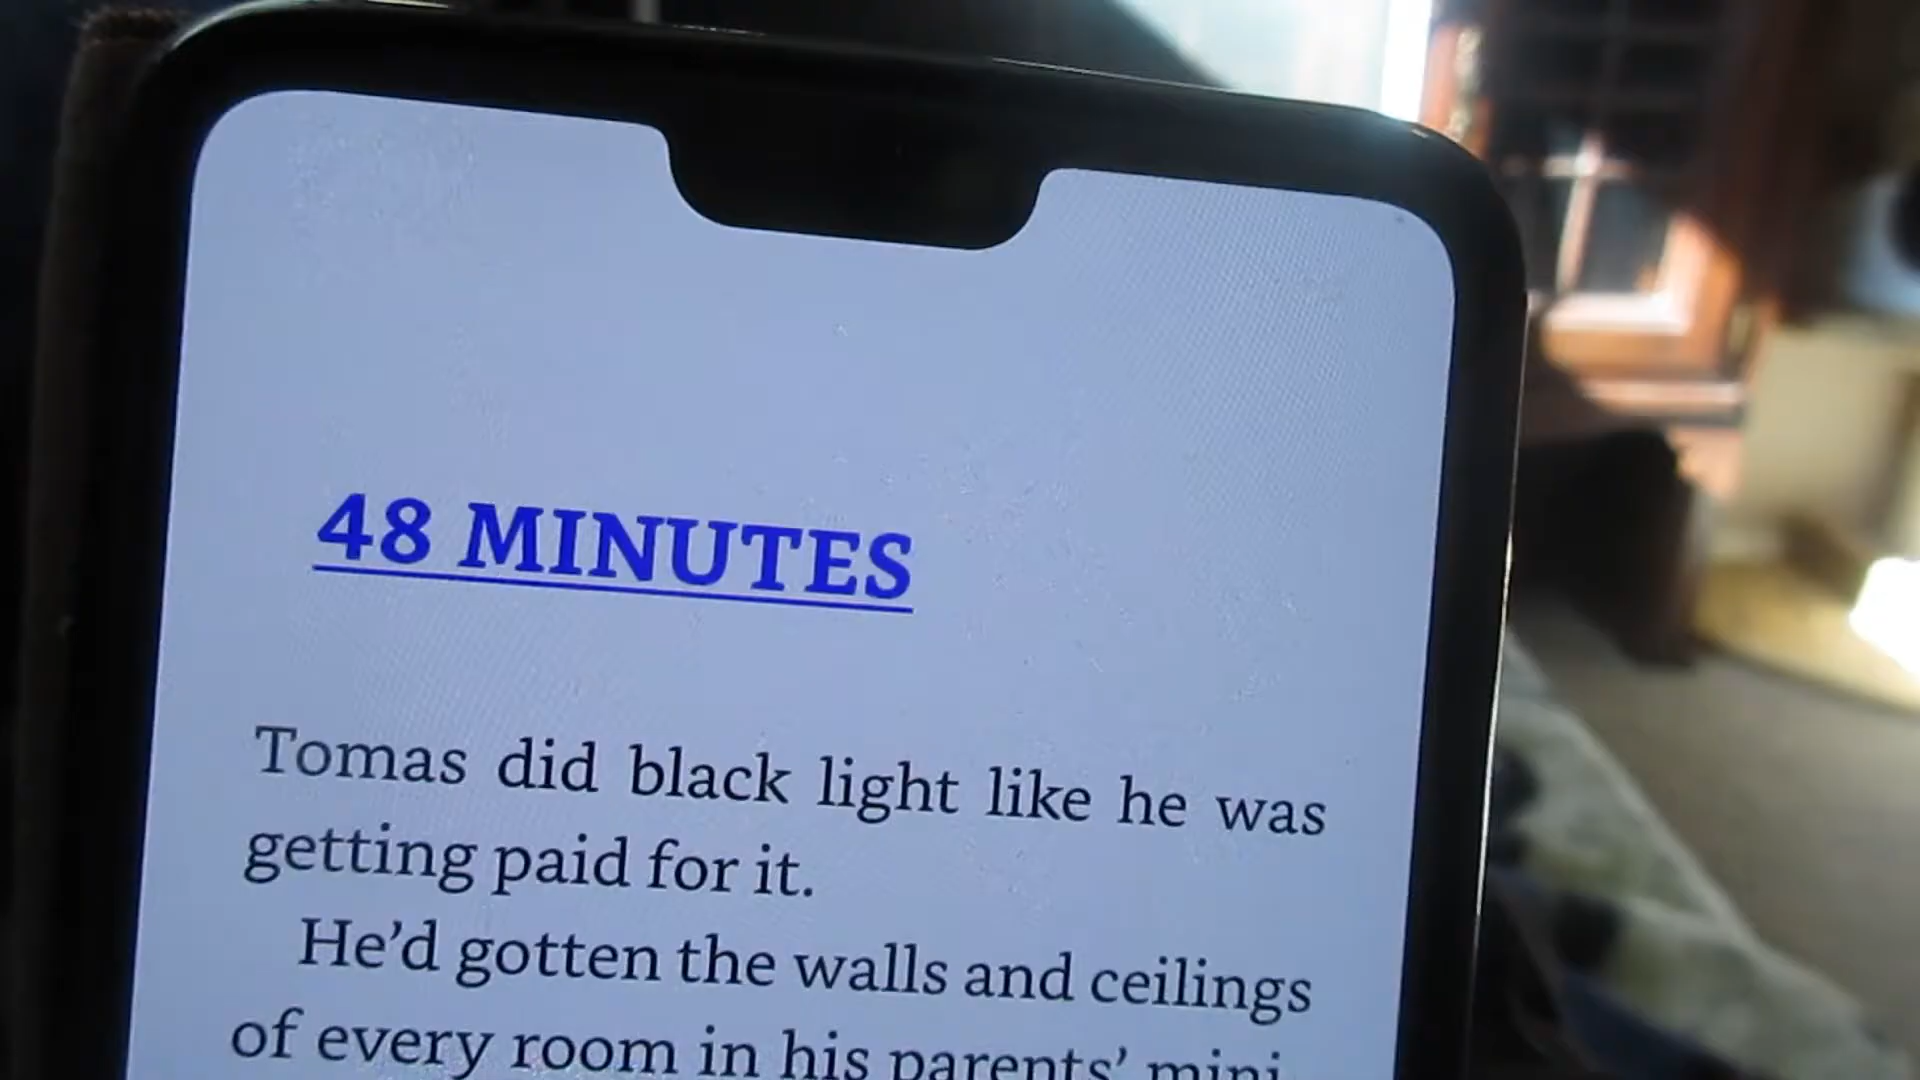 48 MINUTES
Tomas did black light like he was
getting paid for it.
He’d gotten the walls and ceilings
of every room in his parents’ mini